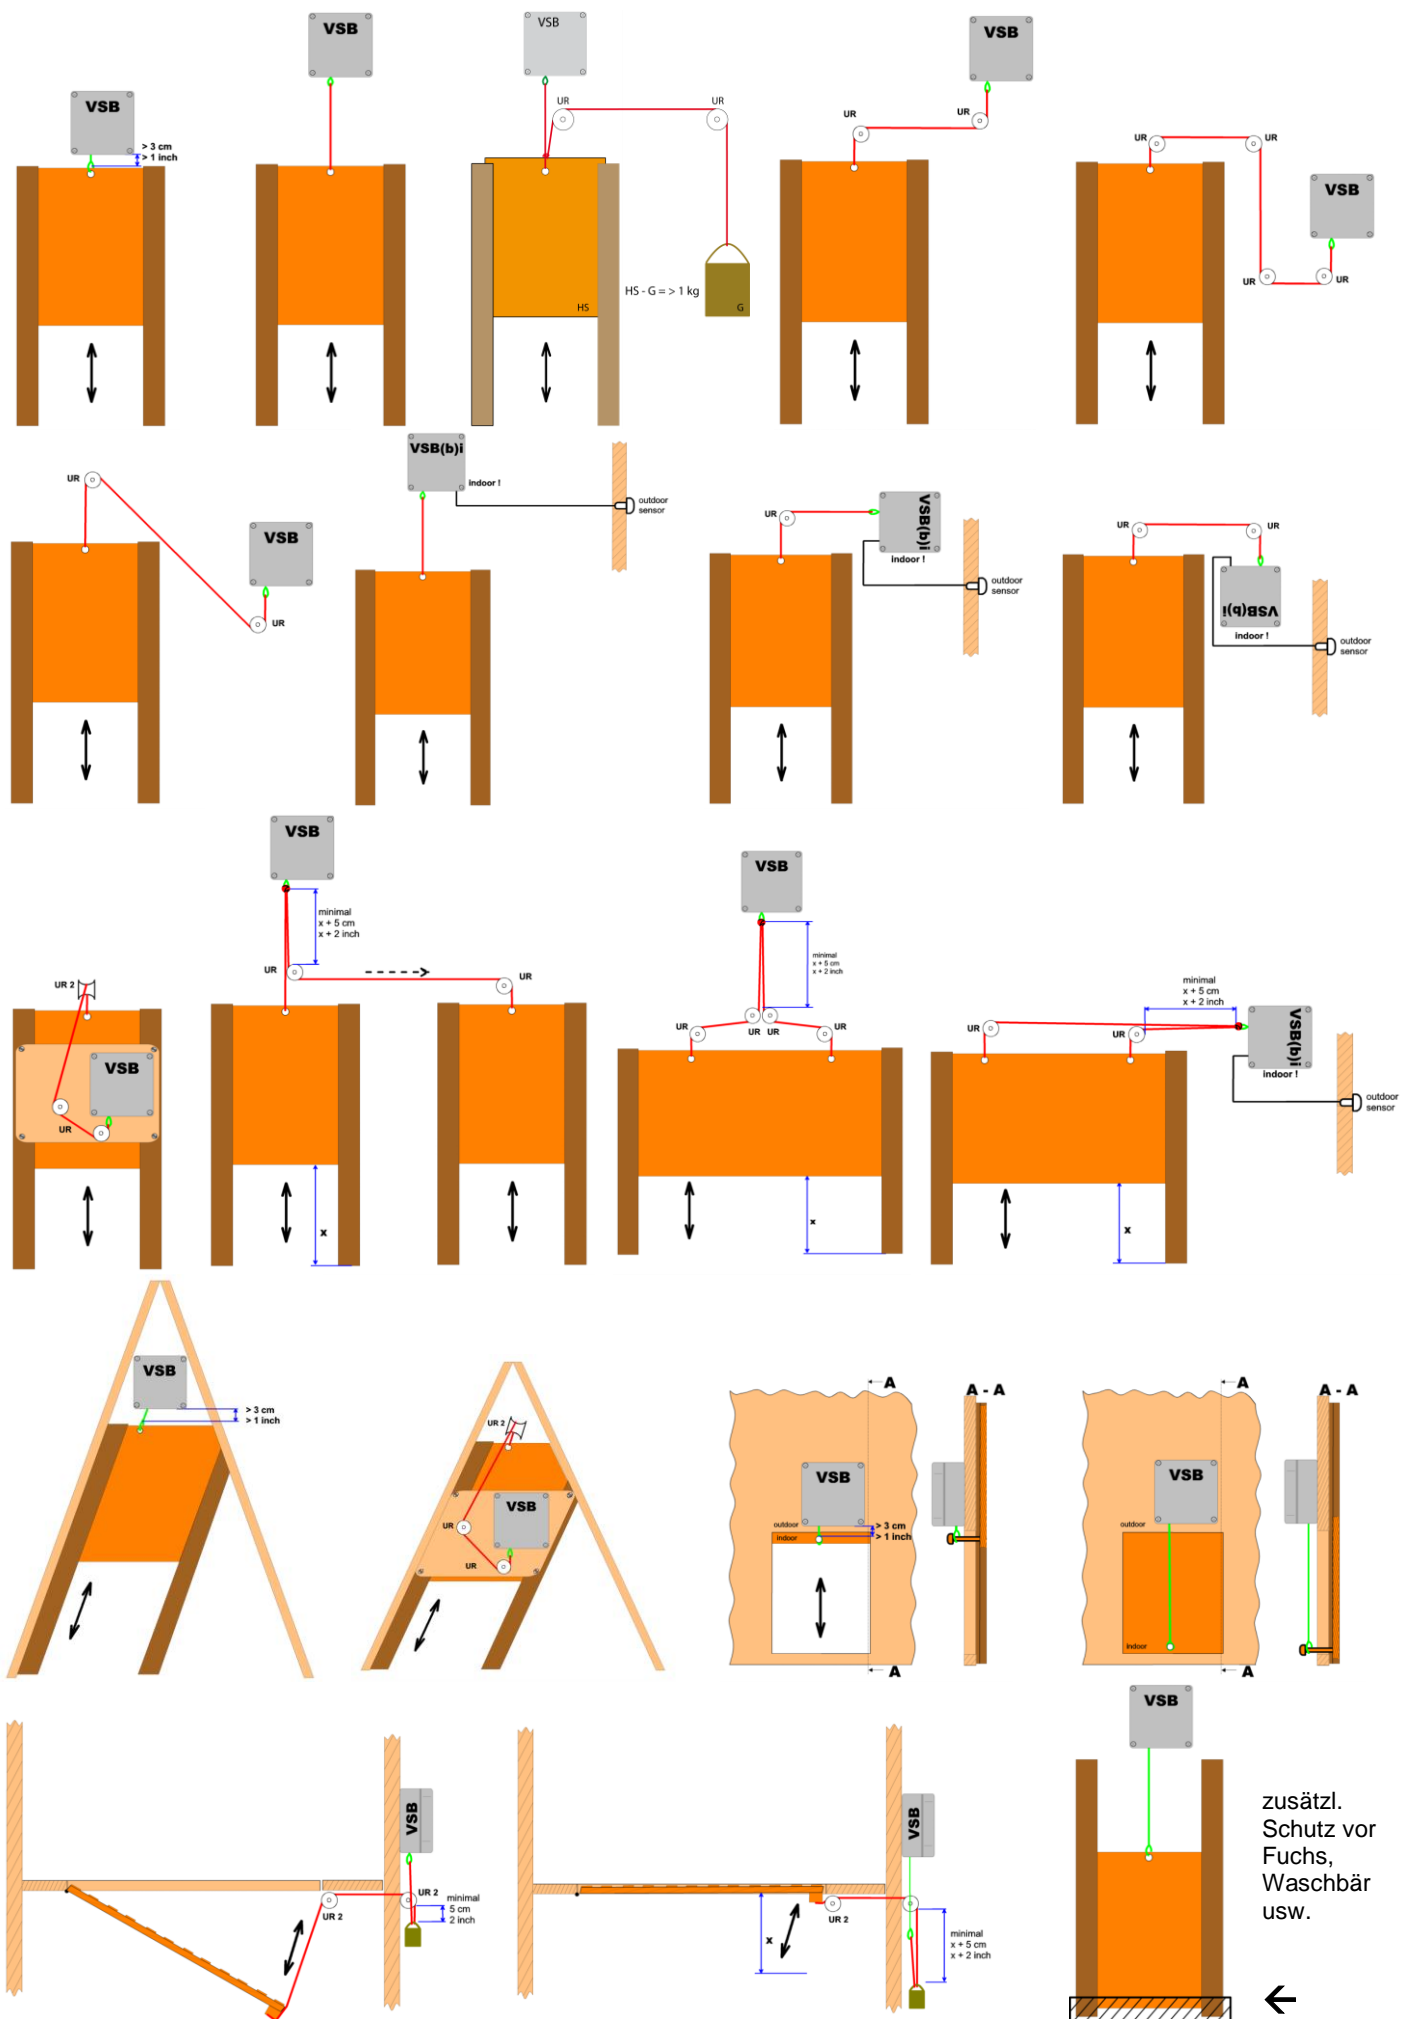 VSB
> 3 cm
> 1 inch
VSB
VSB
UR
UR
HS - G = > 1 kg
HS
G
VSB
UR
UR
UR
UR
VSB
UR
UR
UR
VSB
UR
VSB(b)i
indoor !
outdoor
sensor
UR
VSB(b)i
indoor !
outdoor
sensor
UR
UR
VSB(b)i
indoor !
outdoor
sensor
UR 2
VSB
UR
VSB
minimal
x + 5 cm
x + 2 inch
UR
UR
x
VSB
minimal
x + 5 cm
x + 2 inch
UR
UR
UR
UR
x
minimal
x + 5 cm
x + 2 inch
UR
UR
VSB(b)i
indoor !
outdoor
sensor
x
VSB
> 3 cm
> 1 inch
UR 2
VSB
UR
UR
A
A - A
VSB
outdoor
> 3 cm
indoor
> 1 inch
A
A
A - A
VSB
outdoor
indoor
A
VSB
UR 2
UR 2
minimal
5 cm
2 inch
VSB
UR 2
x
minimal
x + 5 cm
x + 2 inch
VSB
zusätzl.
Schutz vor
Fuchs,
Waschbär
usw.